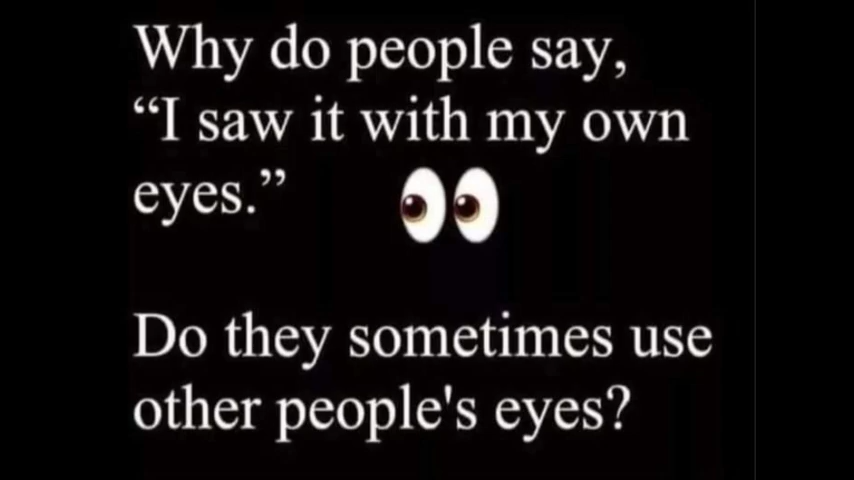 Why do people say,
“I saw it with my own
eyes.” 👀
Do they sometimes use
other people's eyes?